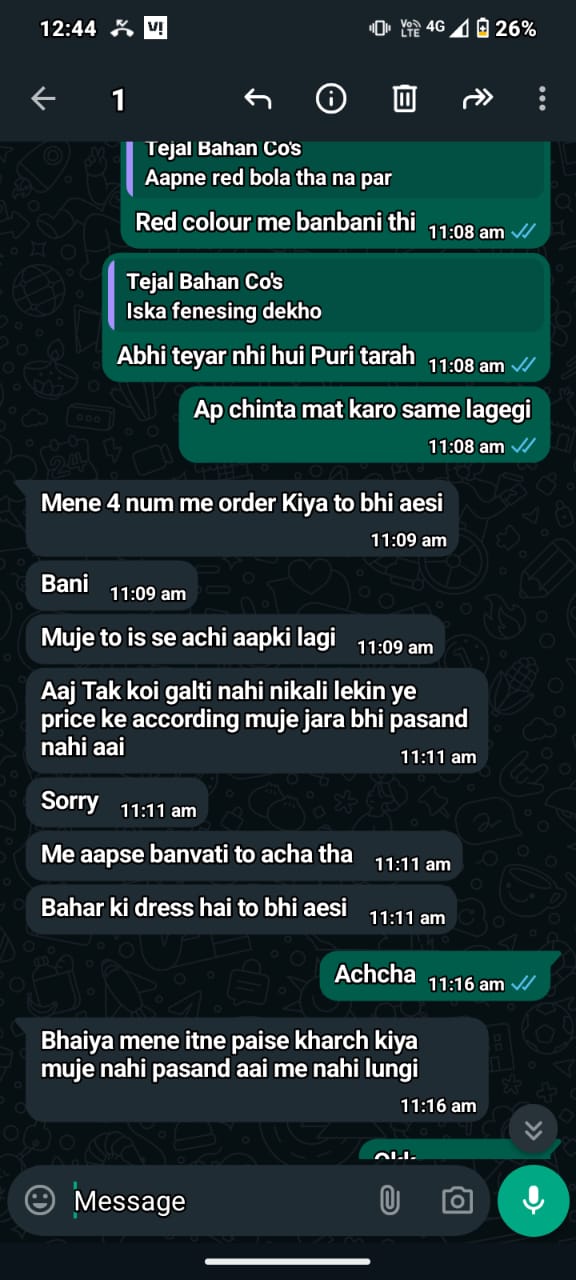 12:44
Vo)) LTE 4G 26%
1
Tejal Bahan Co's
Aapne red bola tha na par
Red colour me banbani thi 11:08 am
Tejal Bahan Co's
Iska fenesing dekho
Abhi teyar nhi hui Puri tarah 11:08 am
Ap chinta mat karo same lagegi
11:08 am
Mene 4 num me order Kiya to bhi aesi
11:09 am
Bani 11:09 am
Muje to is se achi aapki lagi 11:09 am
Aaj Tak koi galti nahi nikali lekin ye
price ke according muje jara bhi pasand
nahi aai 11:11 am
Sorry 11:11 am
Me aapse banvati to acha tha 11:11 am
Bahar ki dress hai to bhi aesi 11:11 am
Achcha 11:16 am
Bhaiya mene itne paise kharch kiya
muje nahi pasand aai me nahi lungi
11:16 am
Message